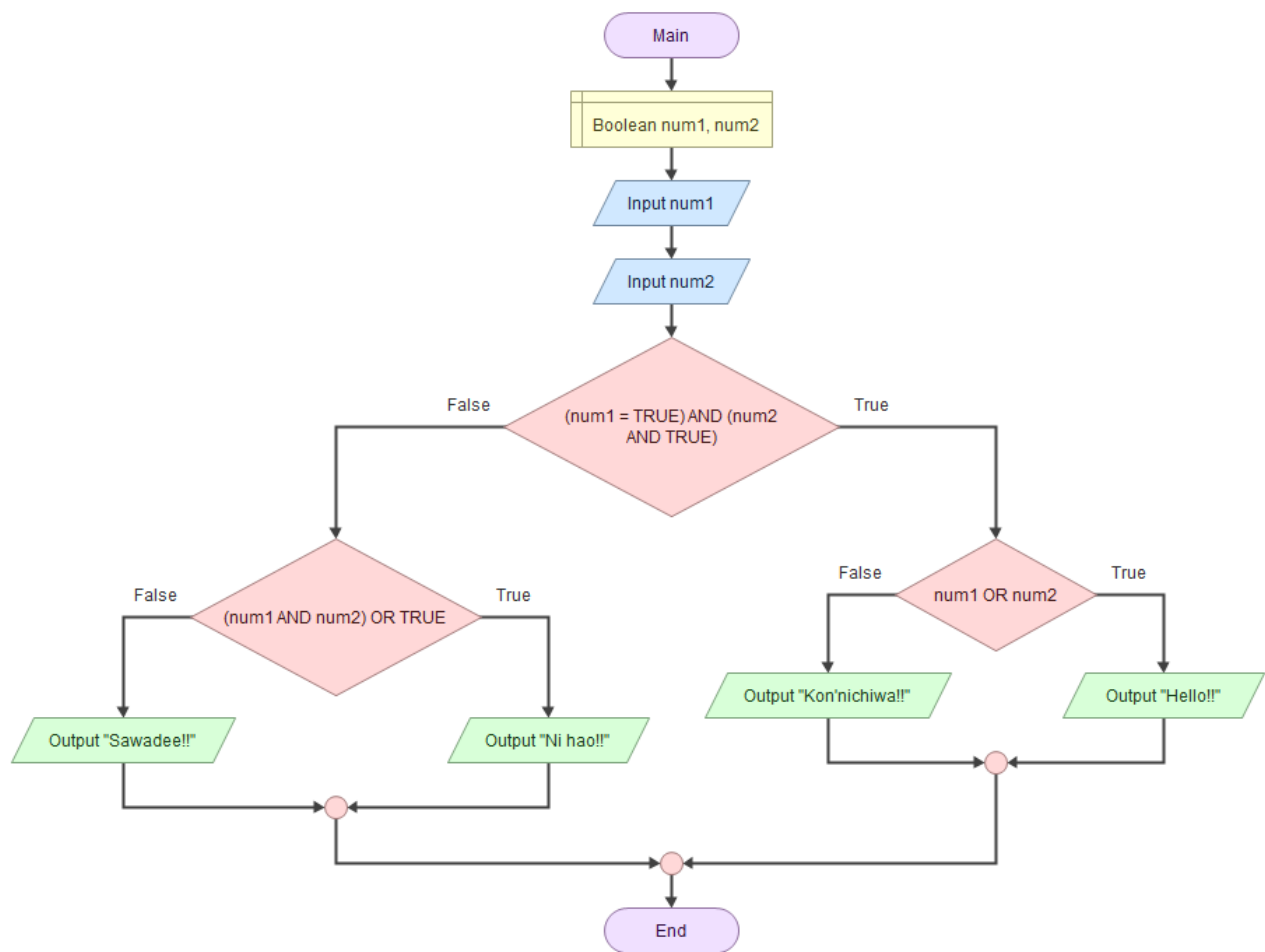 Main
Boolean num1, num2
Input num1
Input num2
False
True
(num1 = TRUE) AND (num2
AND TRUE)
False
True
(num1 AND num2) OR TRUE
False
True
num1 OR num2
Output "Sawadee!!"
Output "Ni hao!!"
Output "Kon'nichiwa!!"
Output "Hello!!"
End